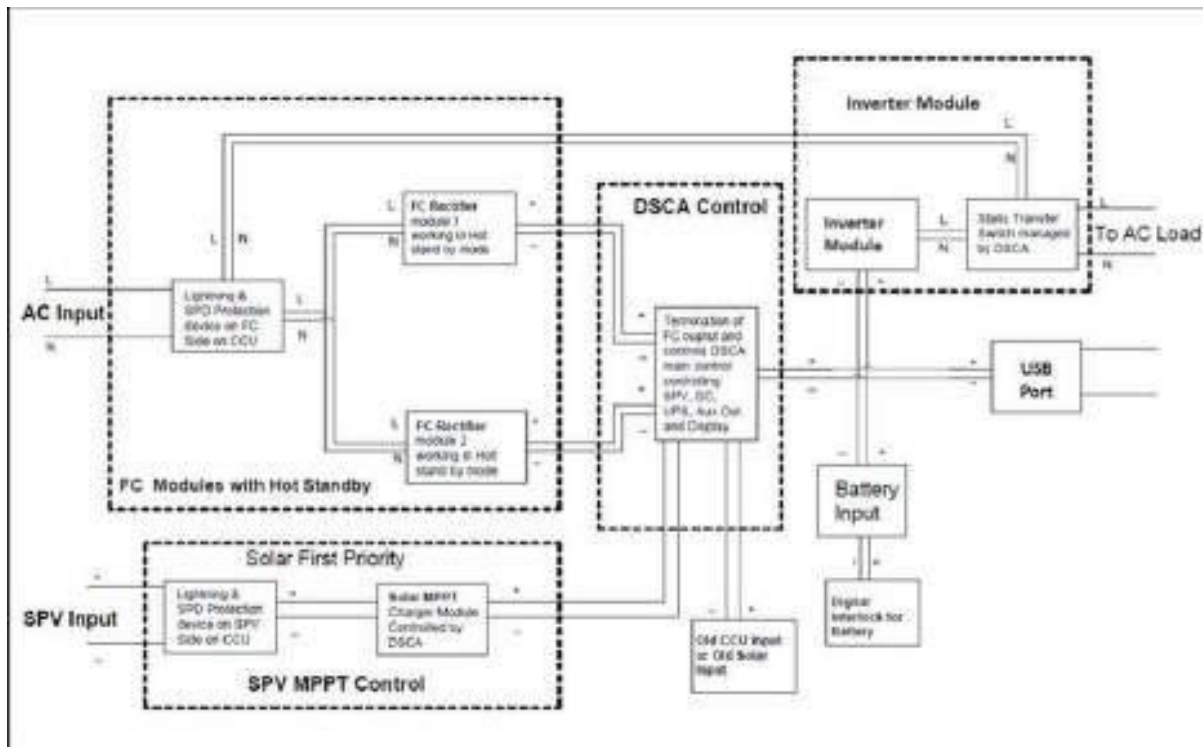 Inverter Module
L
N
L
N
FC Rectifier
module 1
working in Hot
stand by mode
+
-
L
N
DSCA Control
Inverter
Module
L
N
Static Transfer
Switch managed
by DSCA
L
To AC Load
N
AC Input
L
N
Lightning &
SPD Protection
device on FC
Side on CCU
L
N
-
+
+
-
+
-
Termination of
FC output and
controls DSCA
main control
controlling
SPV,
UPS, Aux Out
and Display
+
-
+
-
USB
Port
L
N
FC Rectifier
module 2
working in Hot
stand by mode
+
-
FC Modules with Hot Standby
-
+
Battery
Input
-
+
Digital
Interlock for
Battery
Solar First Priority
SPV Input
+
-
Lightning &
SPD Protection
device on SPV
Side on CCU
+
-
Solar MPPT
Charger Module
Controlled by
DSCA
+
-
SPV MPPT Control
-
+
Old CCU input
or Old Solar
Input